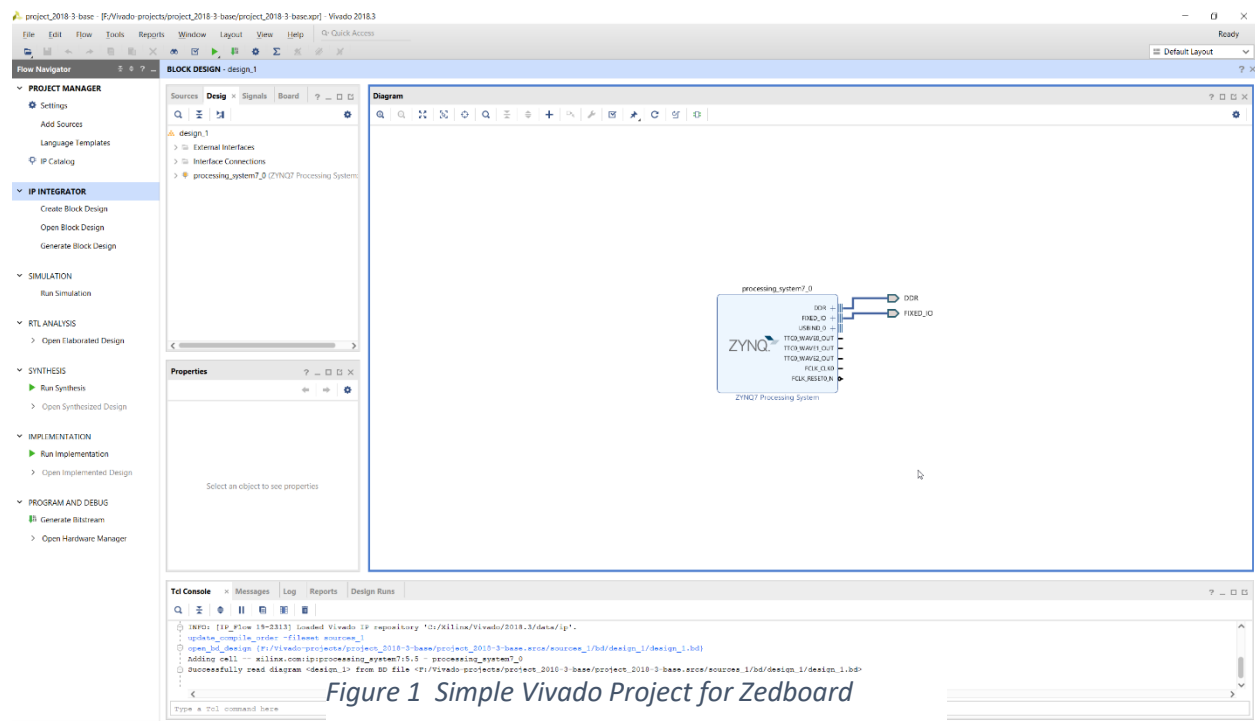 project_2018-3-base - [F:/Vivado-projects/project_2018-3-base/project_2018-3-base.xpr] - Vivado 2018.3
File Edit Flow Tools Reports Window Layout View Help Q- Quick Access
Ready
Default Layout
Flow Navigator
BLOCK DESIGN - design_1
PROJECT MANAGER
Settings
Add Sources
Language Templates
IP Catalog
IP INTEGRATOR
Create Block Design
Open Block Design
Generate Block Design
SIMULATION
Run Simulation
RTL ANALYSIS
Open Elaborated Design
SYNTHESIS
Run Synthesis
Open Synthesized Design
IMPLEMENTATION
Run Implementation
Open Implemented Design
PROGRAM AND DEBUG
Generate Bitstream
Open Hardware Manager
Sources Desig Signals Board
design_1
External Interfaces
Interface Connections
processing_system7_0 (ZYNQ7 Processing System
Properties
Select an object to see properties
Diagram
processing_system7_0
DDR
FIXED_IO
USBIND_0
TTC0_WAVE0_OUT
TTC0_WAVE1_OUT
TTC0_WAVE2_OUT
FCLK_CLK0
FCLK_RESET0_N
ZYNQ
ZYNQ7 Processing System
DDR
FIXED_IO
Tcl Console Messages Log Reports Design Runs
INFO: [IP_Flow 19-2313] Loaded Vivado IP repository 'C:/Xilinx/Vivado/2018.3/data/ip'.
update_compile_order -fileset sources_1
open_bd_design {F:/Vivado-projects/project_2018-3-base/project_2018-3-base.srcs/sources_1/bd/design_1/design_1.bd}
Adding cell -- xilinx.com:ip:processing_system7:5.5 - processing_system7_0
Successfully read diagram <design_1> from BD file <F:/Vivado-projects/project_2018-3-base/project_2018-3-base.srcs/sources_1/bd/design_1/design_1.bd>
Type a Tcl command here
Figure 1 Simple Vivado Project for Zedboard